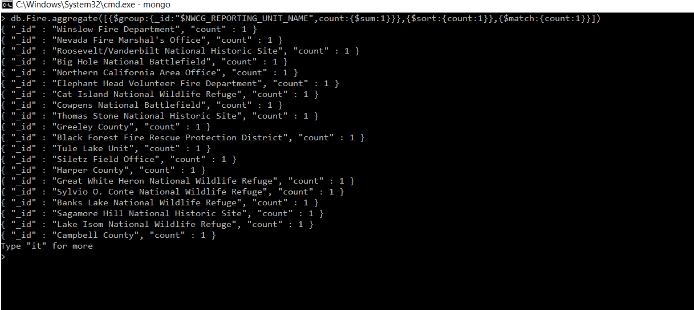 C:\Windows\System32\cmd.exe - mongo
> db.Fire.aggregate([{$group:{_id:"$NWCG_REPORTING_UNIT_NAME",count:{$sum:1}}},{$sort:{count:1}},{$match:{count:1}}])
{ "_id" : "Winslow Fire Department", "count" : 1 }
{ "_id" : "Nevada Fire Marshal's Office", "count" : 1 }
{ "_id" : "Roosevelt/Vanderbilt National Historic Site", "count" : 1 }
{ "_id" : "Big Hole National Battlefield", "count" : 1 }
{ "_id" : "Northern California Area Office", "count" : 1 }
{ "_id" : "Elephant Head Volunteer Fire Department", "count" : 1 }
{ "_id" : "Cat Island National Wildlife Refuge", "count" : 1 }
{ "_id" : "Cowpens National Battlefield", "count" : 1 }
{ "_id" : "Thomas Stone National Historic Site", "count" : 1 }
{ "_id" : "Greeley County", "count" : 1 }
{ "_id" : "Black Forest Fire Rescue Protection District", "count" : 1 }
{ "_id" : "Tule Lake Unit", "count" : 1 }
{ "_id" : "Siletz Field Office", "count" : 1 }
{ "_id" : "Harper County", "count" : 1 }
{ "_id" : "Great White Heron National Wildlife Refuge", "count" : 1 }
{ "_id" : "Sylvio O. Conte National Wildlife Refuge", "count" : 1 }
{ "_id" : "Banks Lake National Wildlife Refuge", "count" : 1 }
{ "_id" : "Sagamore Hill National Historic Site", "count" : 1 }
{ "_id" : "Lake Isom National Wildlife Refuge", "count" : 1 }
{ "_id" : "Campbell County", "count" : 1 }
Type "it" for more
>